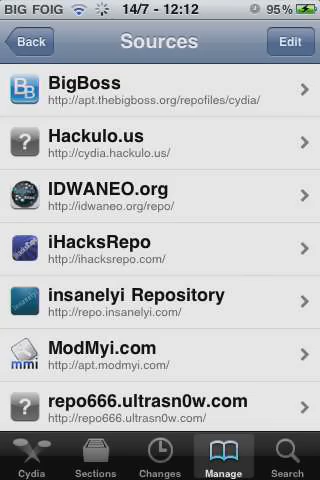 BIG FOIG 14/7 - 12:12 95%
Back Sources Edit
BigBoss
http://apt.thebigboss.org/repofiles/cydia/
Hackulo.us
http://cydia.hackulo.us/
IDWANEO.org
http://idwaneo.org/repo/
iHacksRepo
http://ihacksrepo.com/
insanelyi Repository
http://repo.insanelyi.com/
ModMyi.com
http://apt.modmyi.com/
repo666.ultrasn0w.com
http://repo666.ultrasn0w.com/
Cydia Sections Changes Manage Search